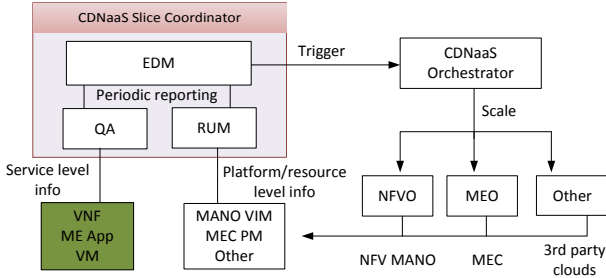 CDNaaS Slice Coordinator
EDM
Trigger
CDNaaS
Orchestrator
Periodic reporting
Scale
QA
RUM
Service level
info
Platform/resource
level info
NFVO
MEO
Other
VNF
ME App
VM
MANO VIM
MEC PM
Other
NFV MANO
MEC
3rd party
clouds